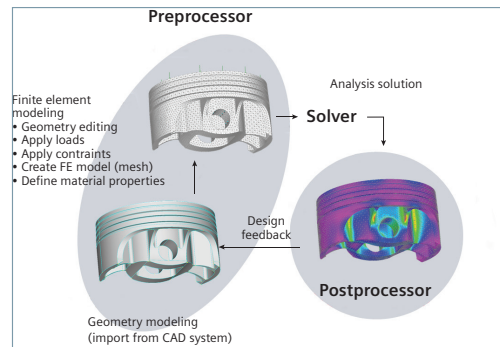 Preprocessor
Analysis solution
Solver
Finite element
modeling
• Geometry editing
• Apply loads
• Apply contraints
• Create FE model (mesh)
• Define material properties
Design
feedback
Postprocessor
Geometry modeling
(import from CAD system)